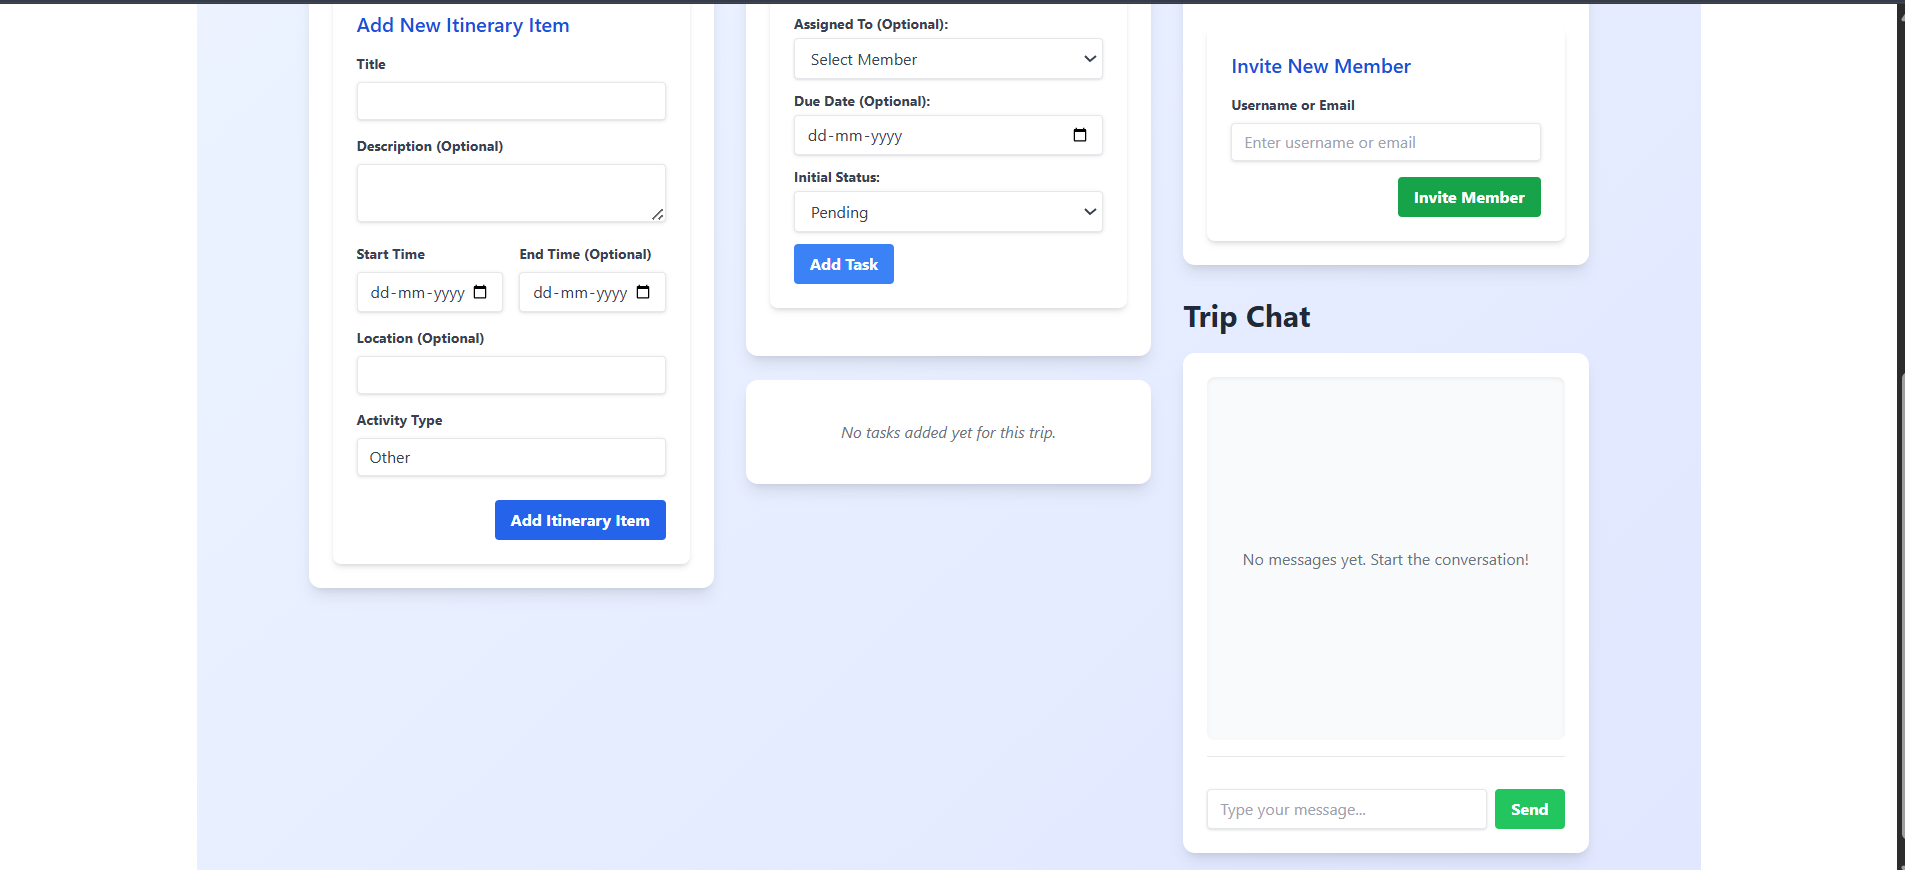 Add New Itinerary Item
Title
Description (Optional)
Start Time
End Time (Optional)
dd-mm-yyyy
dd-mm-yyyy
Location (Optional)
Activity Type
Other
Add Itinerary Item
Assigned To (Optional):
Select Member
Due Date (Optional):
dd-mm-yyyy
Initial Status:
Pending
Add Task
No tasks added yet for this trip.
Invite New Member
Username or Email
Enter username or email
Invite Member
Trip Chat
No messages yet. Start the conversation!
Type your message...
Send